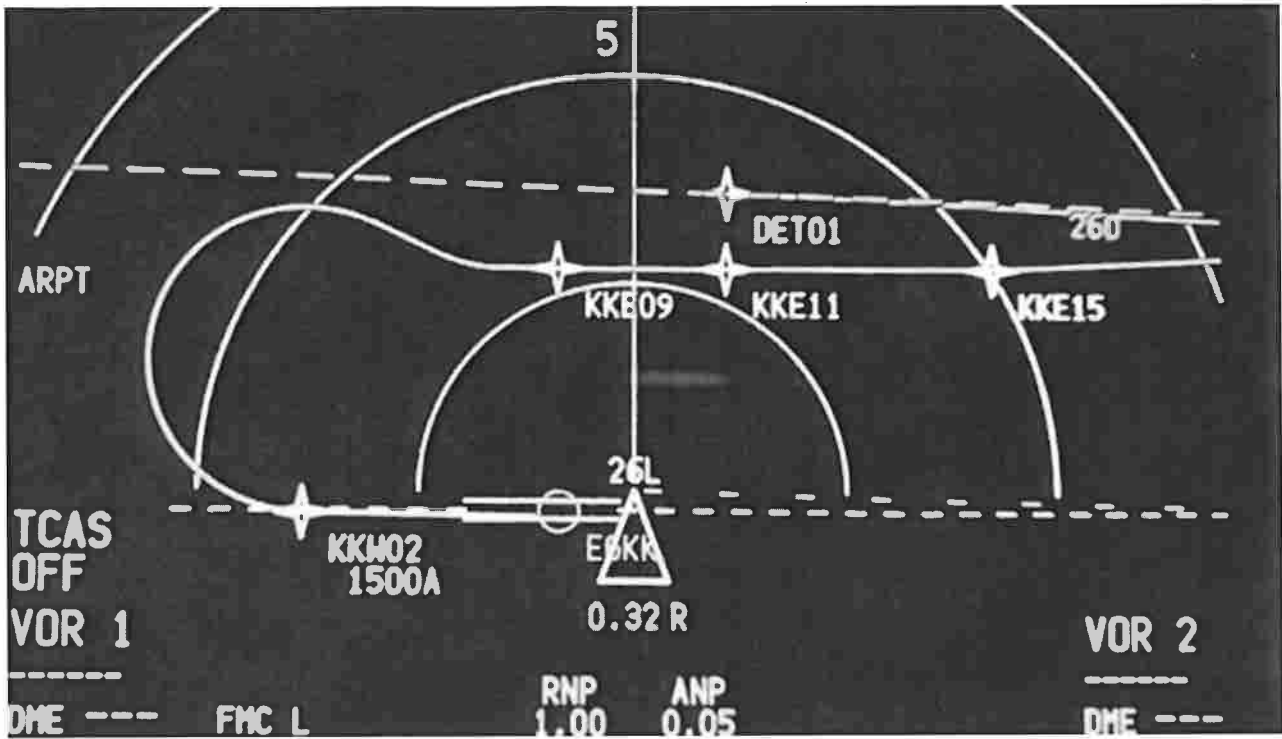 5
DET01
260
ARPT
KKE09
KKE11
KKE15
26L
TCAS
OFF
KKW02
1500A
EGKK
0.32 R
VOR 1
VOR 2
------
------
RNP
ANP
DME ---
FMC L
1.00
0.05
DME ---